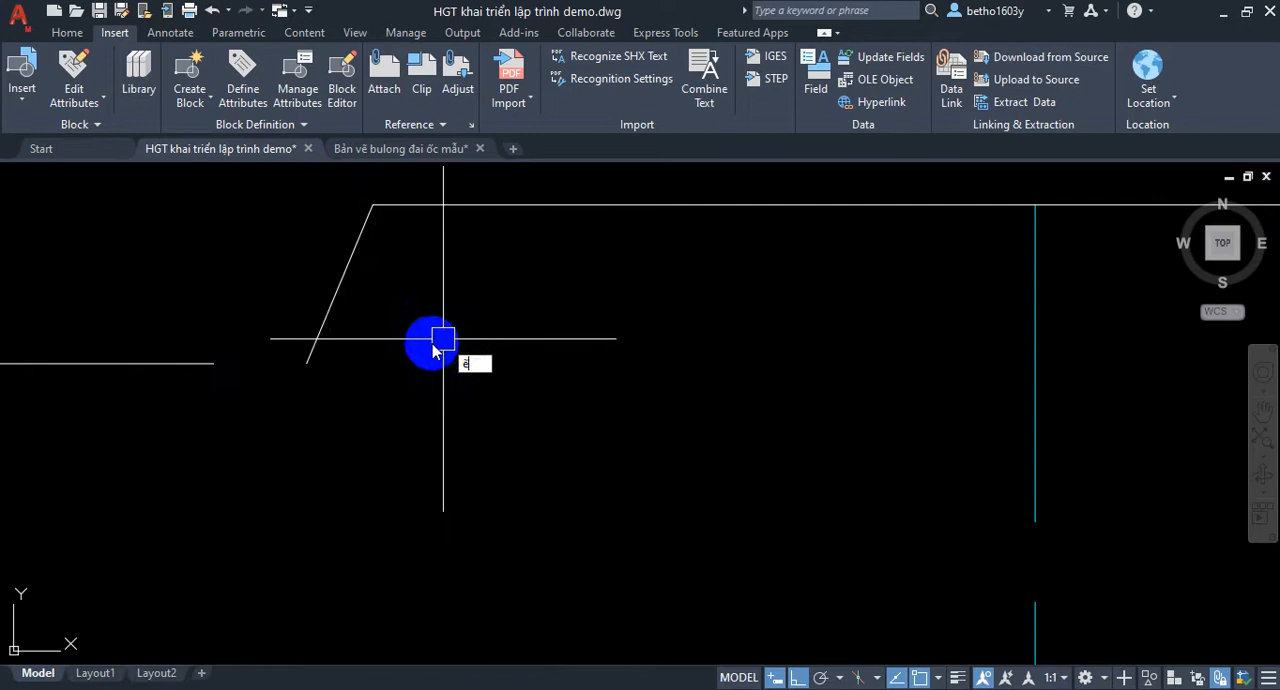 HGT khai triển lập trình demo.dwg
Type a keyword or phrase
betho1603y
Home Insert Annotate Parametric Content View Manage Output Add-ins Collaborate Express Tools Featured Apps
Insert
Edit Attributes
Library
Create Block
Define Attributes
Manage Attributes
Block Editor
Attach
Clip
Adjust
PDF
PDF Import
PDF Recognize SHX Text
PDF Recognition Settings
Combine Text
IGES
STEP
Field
Update Fields
OLE Object
Hyperlink
Data Link
Download from Source
Upload to Source
Extract Data
Set Location
Block
Block Definition
Reference
Import
Data
Linking & Extraction
Location
Start
HGT khai triển lập trình demo*
Bản vẽ bulong đai ốc mẫu*
N
W TOP E
S
WCS
è
Y
X
Model Layout1 Layout2
MODEL
1:1